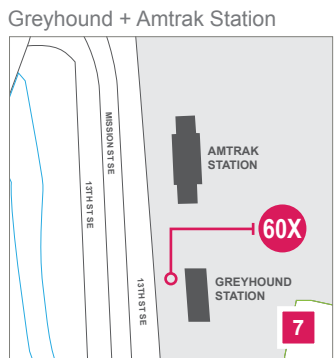 Greyhound + Amtrak Station
MISSION ST SE
13TH ST SE
AMTRAK
STATION
60X
13TH ST SE
GREYHOUND
STATION
7